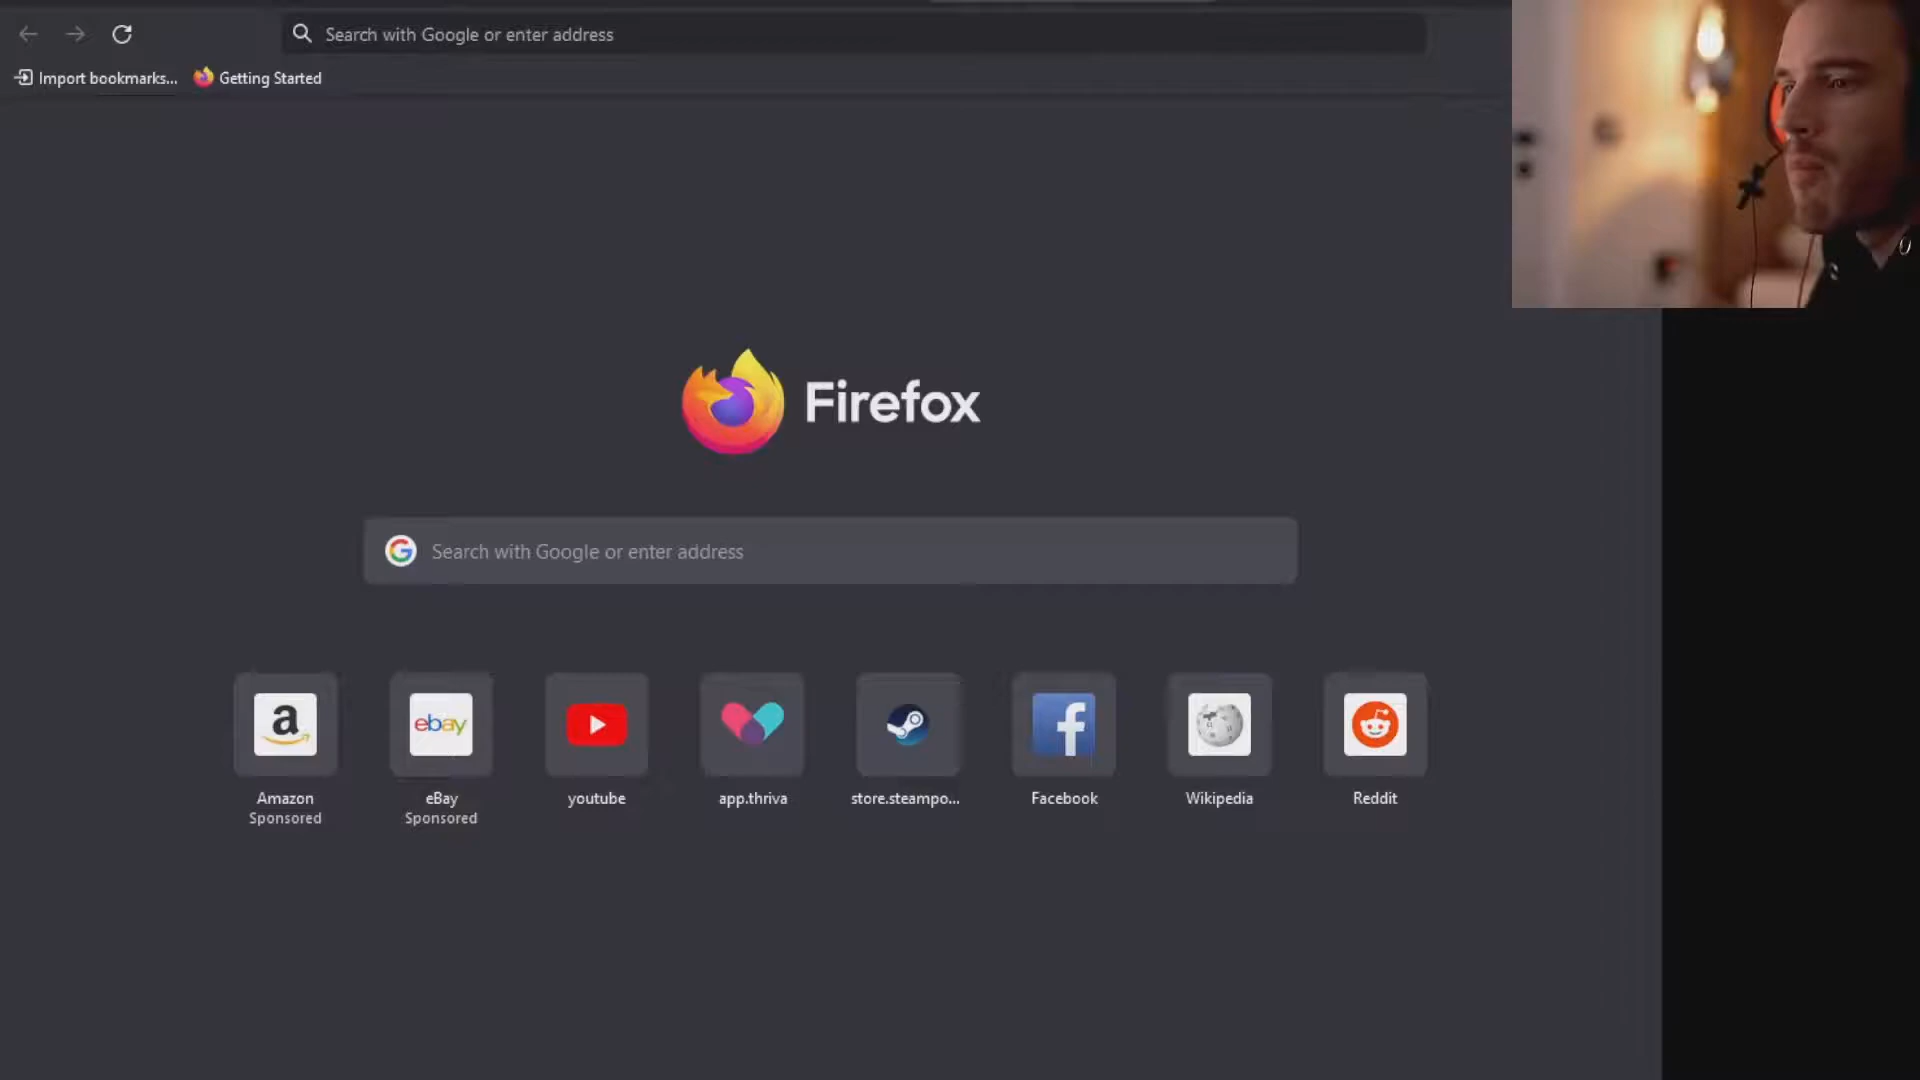 Search with Google or enter address
Import bookmarks...
Getting Started
Firefox
Search with Google or enter address
a
ebay
f
Amazon
Sponsored
eBay
Sponsored
youtube
app.thriva
store.steampo...
Facebook
Wikipedia
Reddit